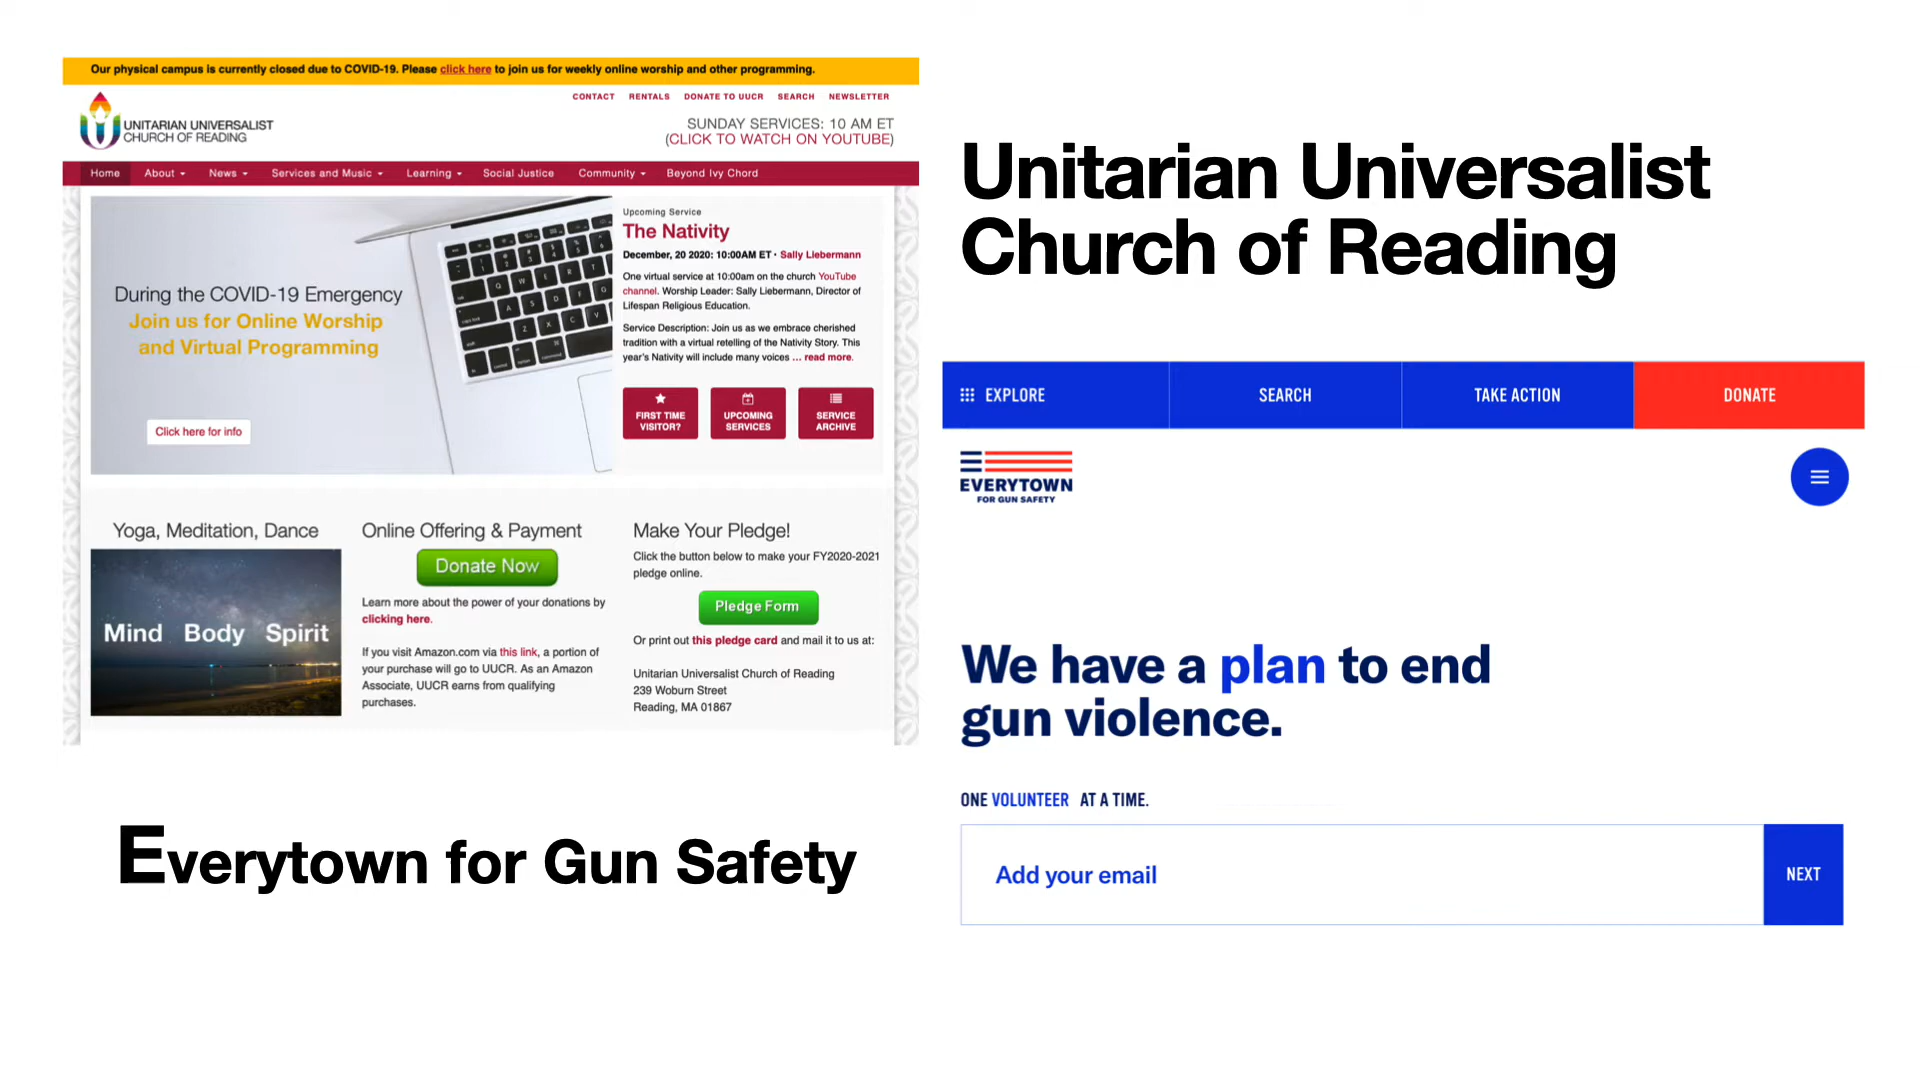 Our physical campus is currently closed due to COVID-19. Please click here to join us for weekly online worship and other programming.
UNITARIAN UNIVERSALIST
CHURCH OF READING
CONTACT RENTALS DONATE TO UUCR SEARCH NEWSLETTER
SUNDAY SERVICES: 10 AM ET
(CLICK TO WATCH ON YOUTUBE)
Home About News Services and Music Learning Social Justice Community Beyond Ivy Chord
During the COVID-19 Emergency
Join us for Online Worship
and Virtual Programming
Click here for info
Upcoming Service
The Nativity
December, 20 2020: 10:00AM ET • Sally Liebermann
One virtual service at 10:00am on the church YouTube
channel. Worship Leader: Sally Liebermann, Director of
Lifespan Religious Education.
Service Description: Join us as we embrace cherished
tradition with a virtual retelling of the Nativity Story. This
year's Nativity will include many voices ... read more.
FIRST TIME
VISITOR?
UPCOMING
SERVICES
SERVICE
ARCHIVE
Yoga, Meditation, Dance
Mind Body Spirit
Online Offering & Payment
Donate Now
Learn more about the power of your donations by
clicking here.
If you visit Amazon.com via this link, a portion of
your purchase will go to UUCR. As an Amazon
Associate, UUCR earns from qualifying
purchases.
Make Your Pledge!
Click the button below to make your FY2020-2021
pledge online.
Pledge Form
Or print out this pledge card and mail it to us at:
Unitarian Universalist Church of Reading
239 Woburn Street
Reading, MA 01867
Unitarian Universalist
Church of Reading
EXPLORE SEARCH TAKE ACTION DONATE
EVERYTOWN
FOR GUN SAFETY
We have a plan to end
gun violence.
ONE VOLUNTEER AT A TIME.
Add your email
NEXT
Everytown for Gun Safety